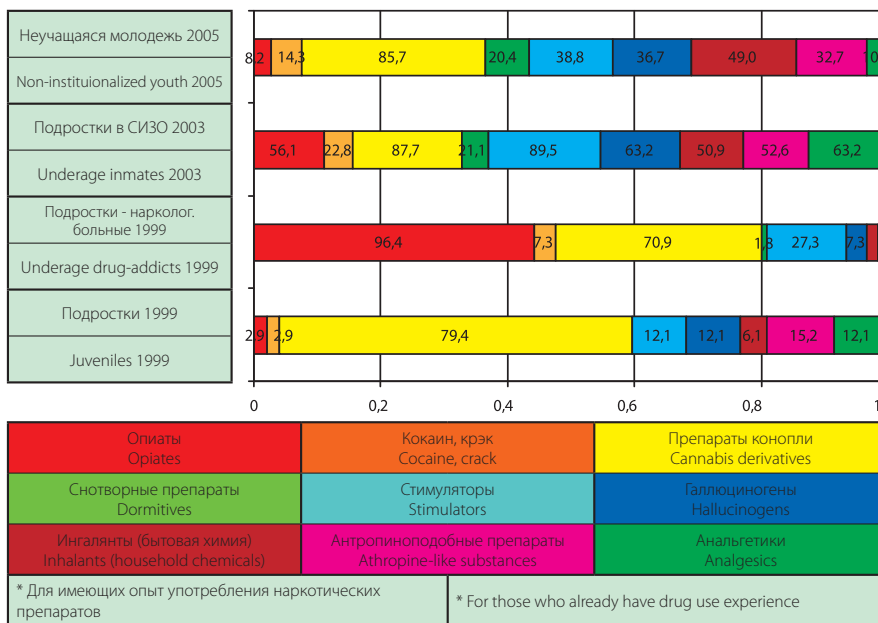 Неучащаяся молодежь 2005
Non-instituionalized youth 2005
8,2 14,3 85,7 20,4 38,8 36,7 49,0 32,7 10
Подростки в СИЗО 2003
Underage inmates 2003
56,1 22,8 87,7 21,1 89,5 63,2 50,9 52,6 63,2
Подростки - нарколог.
больные 1999
Underage drug-addicts 1999
96,4 7,3 70,9 1,8 27,3 7,3
Подростки 1999
Juveniles 1999
2,9 2,9 79,4 12,1 12,1 6,1 15,2 12,1
0 0,2 0,4 0,6 0,8 1
Опиаты
Opiates
Кокаин, крэк
Cocaine, crack
Препараты конопли
Cannabis derivatives
Снотворные препараты
Dormitives
Стимуляторы
Stimulators
Галлюциногены
Hallucinogens
Ингалянты (бытовая химия)
Inhalants (household chemicals)
Антропиноподобные препараты
Athropine-like substances
Анальгетики
Analgesics
* Для имеющих опыт употребления наркотических
препаратов
* For those who already have drug use experience